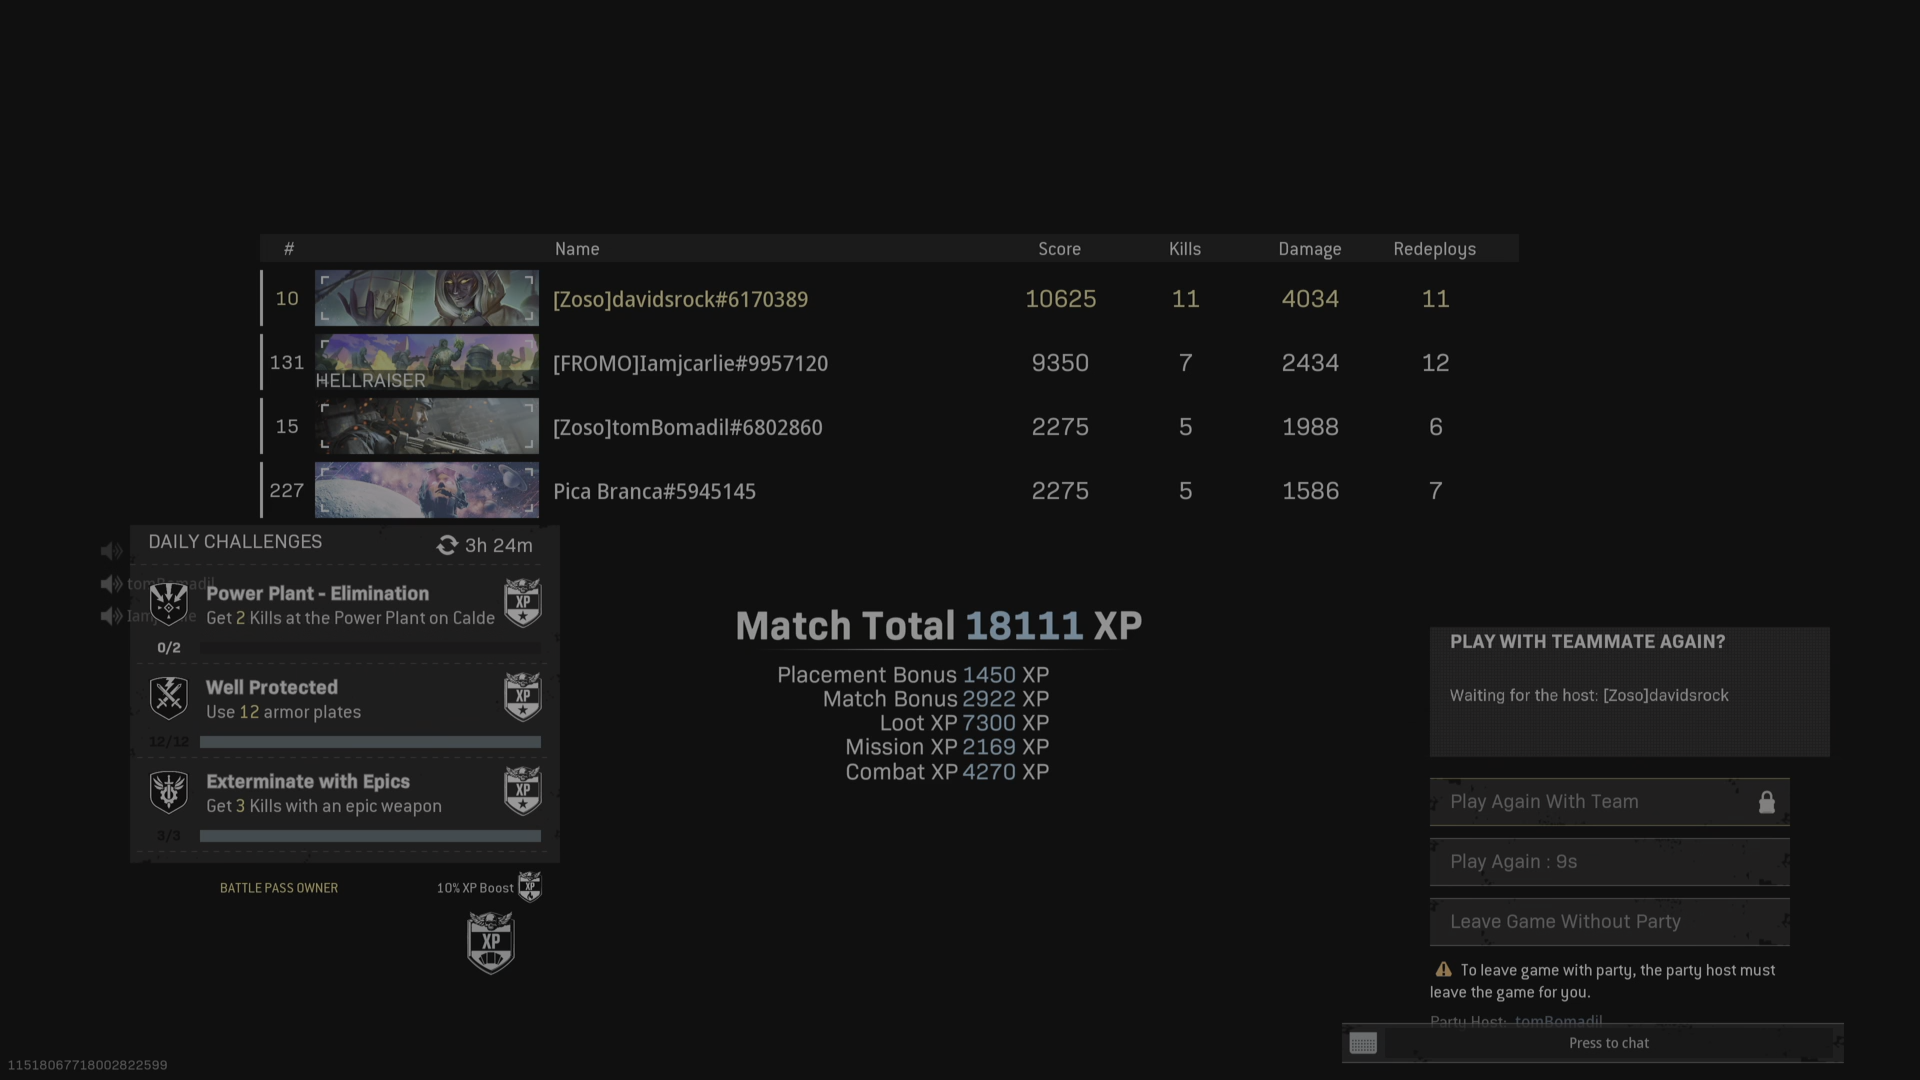 # Name Score Kills Damage Redeploys
10 [Zoso]davidsrock#6170389 10625 11 4034 11
131 HELLRAISER [FROMO]Iamjcarlie#9957120 9350 7 2434 12
15 [Zoso]tomBomadil#6802860 2275 5 1988 6
227 Pica Branca#5945145 2275 5 1586 7
DAILY CHALLENGES 3h 24m
tomBomadil
Power Plant - Elimination XP
Get 2 Kills at the Power Plant on Calde
0/2
Well Protected XP
Use 12 armor plates
12/12
Exterminate with Epics XP
Get 3 Kills with an epic weapon
3/3
BATTLE PASS OWNER 10% XP Boost XP
XP
Match Total 18111 XP
Placement Bonus 1450 XP
Match Bonus 2922 XP
Loot XP 7300 XP
Mission XP 2169 XP
Combat XP 4270 XP
PLAY WITH TEAMMATE AGAIN?
Waiting for the host: [Zoso]davidsrock
Play Again With Team
Play Again : 9s
Leave Game Without Party
To leave game with party, the party host must
leave the game for you.
Party Host: tomBomadil
Press to chat
11518067718002822599